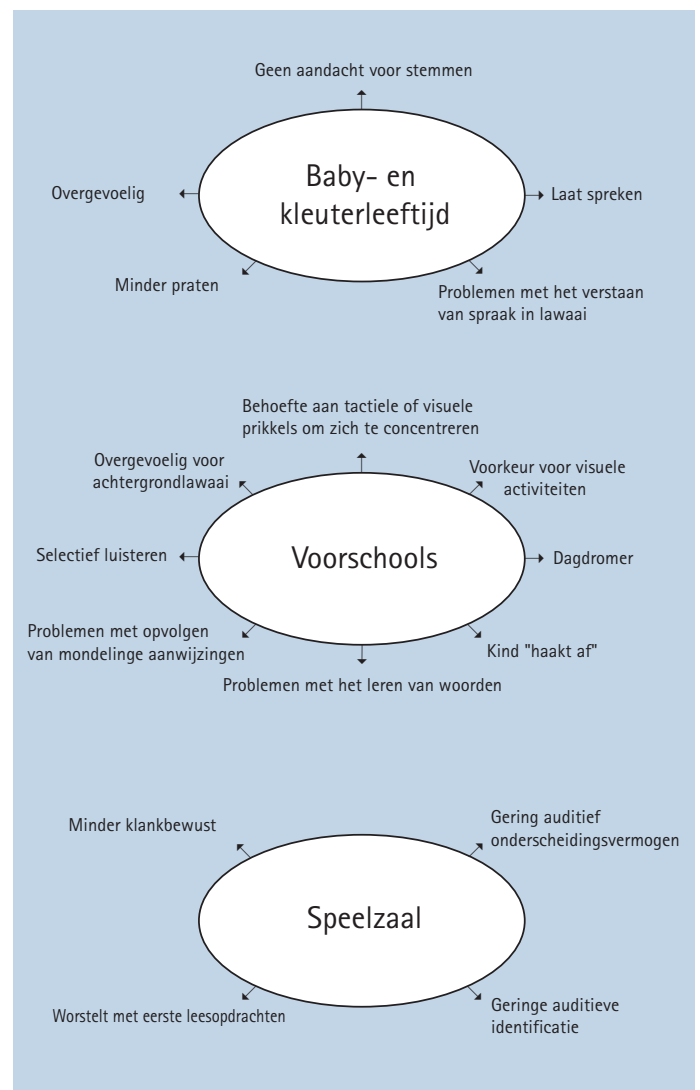 Geen aandacht voor stemmen
Baby- en
kleuterleeftijd
Overgevoelig
Laat spreken
Minder praten
Problemen met het verstaan
van spraak in lawaai
Behoefte aan tactiele of visuele
prikkels om zich te concentreren
Overgevoelig voor
achtergrondlawaai
Voorkeur voor visuele
activiteiten
Selectief luisteren
Voorschools
Dagdromer
Problemen met opvolgen
van mondelinge aanwijzingen
Kind "haakt af"
Problemen met het leren van woorden
Minder klankbewust
Gering auditief
onderscheidingsvermogen
Speelzaal
Worstelt met eerste leesopdrachten
Geringe auditieve
identificatie